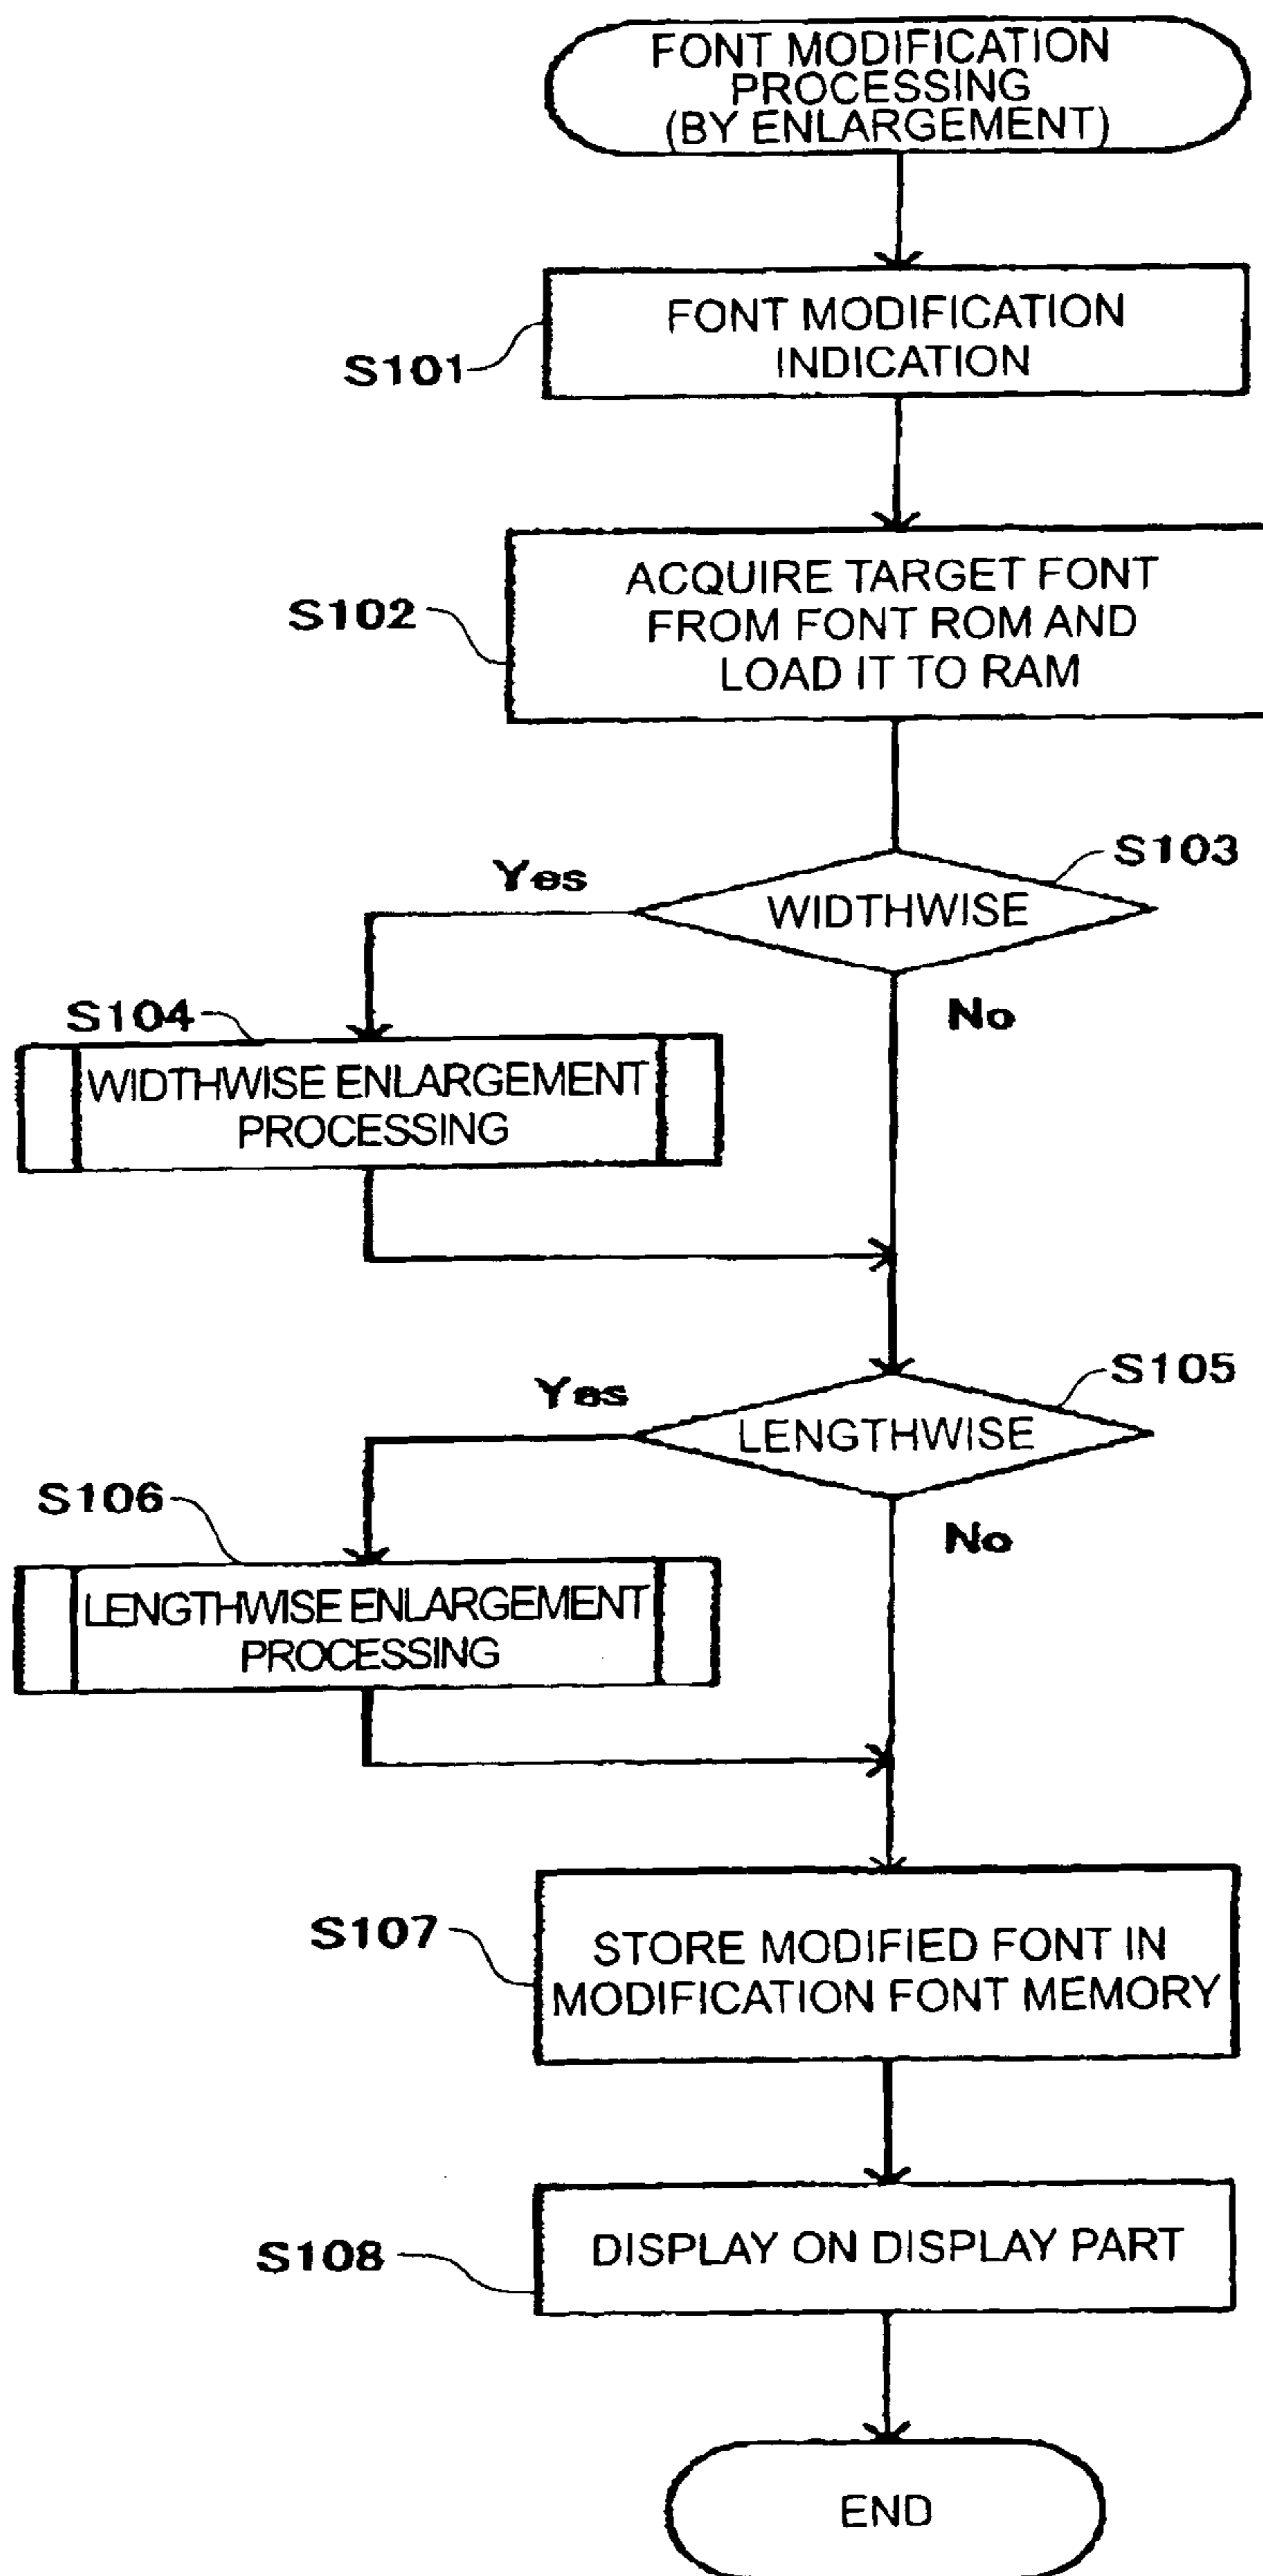 FONT MODIFICATION
PROCESSING
(BY ENLARGEMENT)
FONT MODIFICATION
INDICATION
S101
ACQUIRE TARGET FONT
FROM FONT ROM AND
LOAD IT TO RAM
S102
S103
Yes
WIDTHWISE
No
S104
WIDTHWISE ENLARGEMENT
PROCESSING
S105
Yes
LENGTHWISE
No
S106
LENGTHWISE ENLARGEMENT
PROCESSING
S107
STORE MODIFIED FONT IN
MODIFICATION FONT MEMORY
S108
DISPLAY ON DISPLAY PART
END